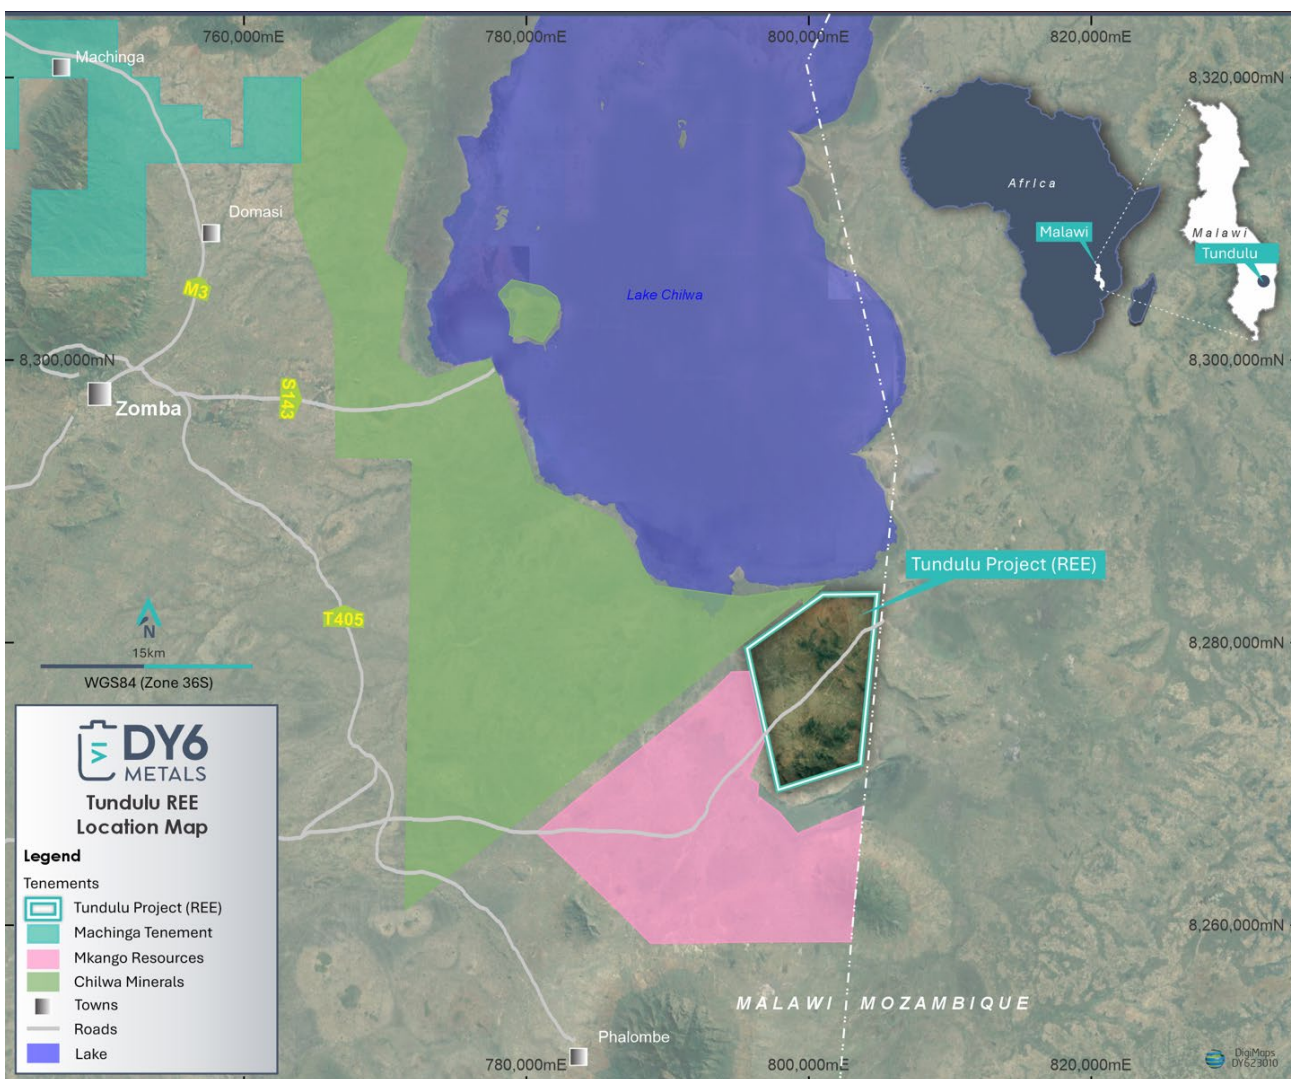 760,000mE
780,000mE
800,000mE
820,000mE
Machinga
8,320,000mN
Africa
Domasi
Malawi
Malawi
Tundulu
M3
Lake Chilwa
8,300,000mN
8,300,000mN
S143
Zomba
Tundulu Project (REE)
T405
N
15km
WGS84 (Zone 36S)
8,280,000mN
DY6
METALS
Tundulu REE
Location Map
Legend
Tenements
Tundulu Project (REE)
Machinga Tenement
Mkango Resources
Chilwa Minerals
Towns
Roads
Lake
8,260,000mN
MALAWI
MOZAMBIQUE
Phalombe
780,000mE
800,000mE
820,000mE
DigiMaps
DY623010